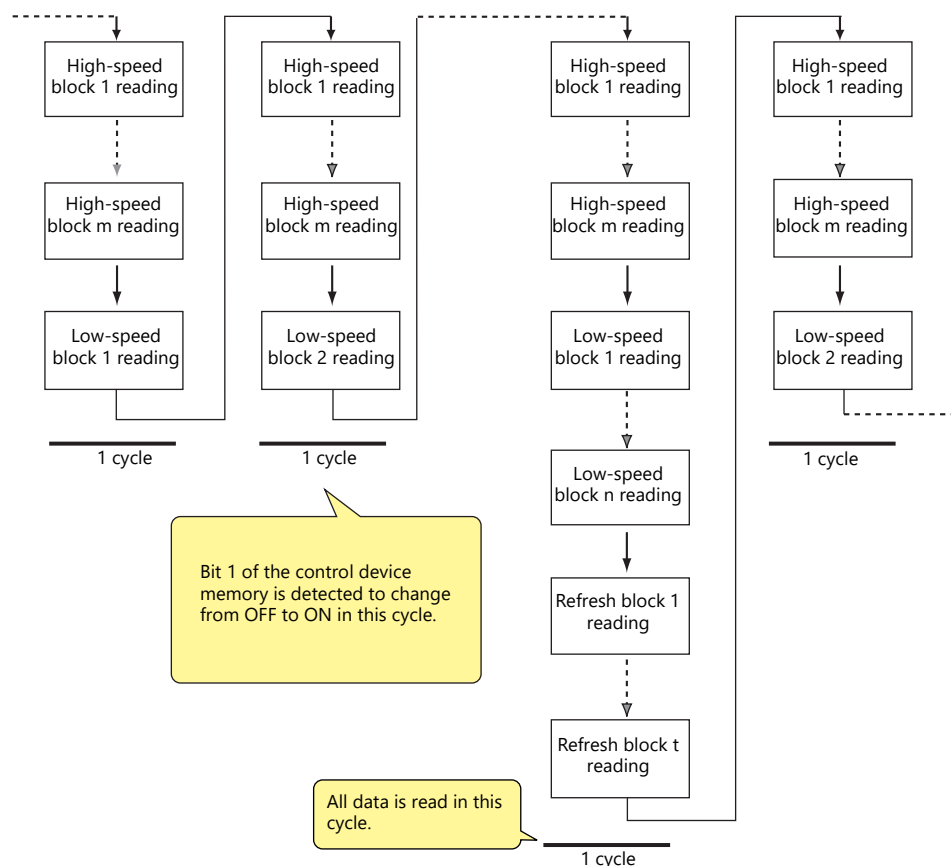 High-speed
block 1 reading
High-speed
block m reading
Low-speed
block 1 reading
1 cycle
High-speed
block 1 reading
High-speed
block m reading
Low-speed
block 2 reading
1 cycle
Bit 1 of the control device
memory is detected to change
from OFF to ON in this cycle.
High-speed
block 1 reading
High-speed
block m reading
Low-speed
block 1 reading
Low-speed
block n reading
Refresh block 1
reading
Refresh block t
reading
All data is read in this
cycle.
1 cycle
High-speed
block 1 reading
High-speed
block m reading
Low-speed
block 2 reading
1 cycle